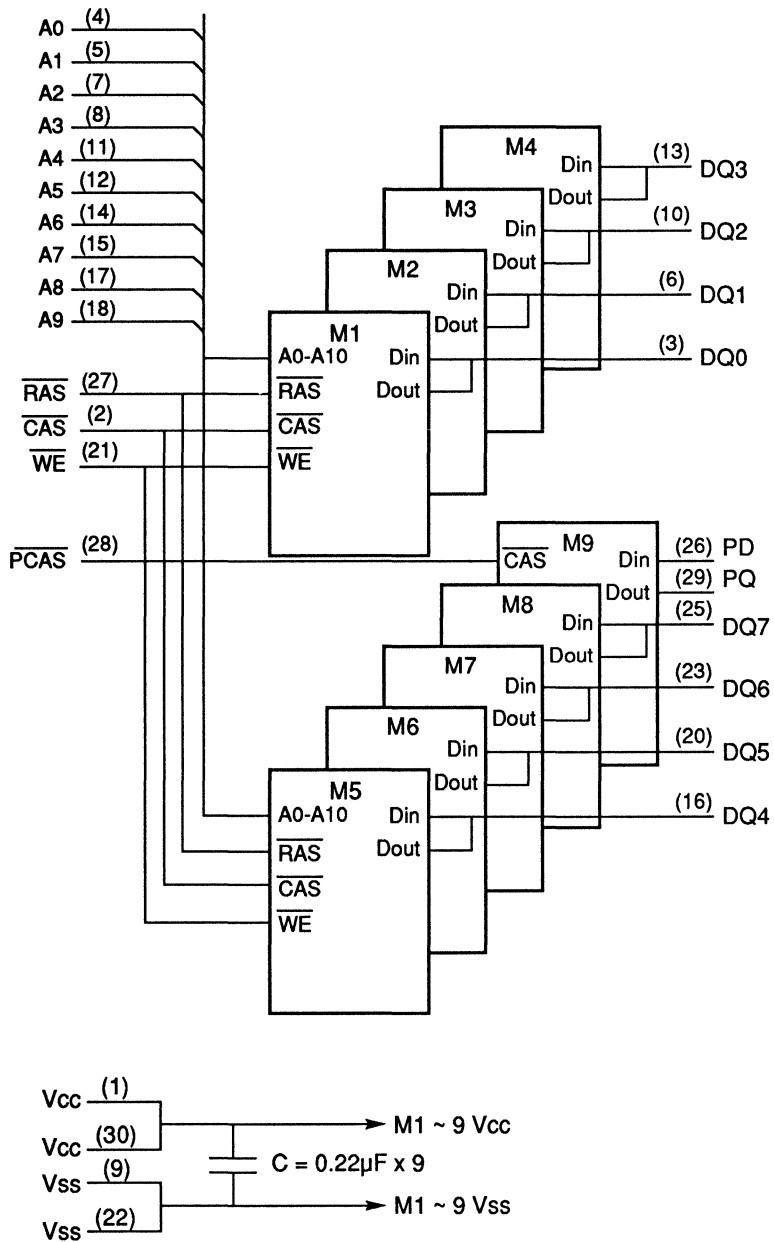 A0 (4)
A1 (5)
A2 (7)
A3 (8)
A4 (11)
A5 (12)
A6 (14)
A7 (15)
A8 (17)
A9 (18)
RAS (27)
CAS (2)
WE (21)
PCAS (28)
M4
Din (13) DQ3
Dout
M3
Din (10) DQ2
Dout
M2
Din (6) DQ1
Dout
M1
A0-A10 Din (3) DQ0
RAS Dout
CAS
WE
M9
CAS Din (26) PD
Dout (29) PQ
M8
Din (25) DQ7
Dout
M7
Din (23) DQ6
Dout
M6
Din (20) DQ5
Dout
M5
A0-A10 Din (16) DQ4
RAS Dout
CAS
WE
Vcc (1)
Vcc (30)
Vss (9)
Vss (22)
M1 ~ 9 Vcc
C = 0.22µF x 9
M1 ~ 9 Vss